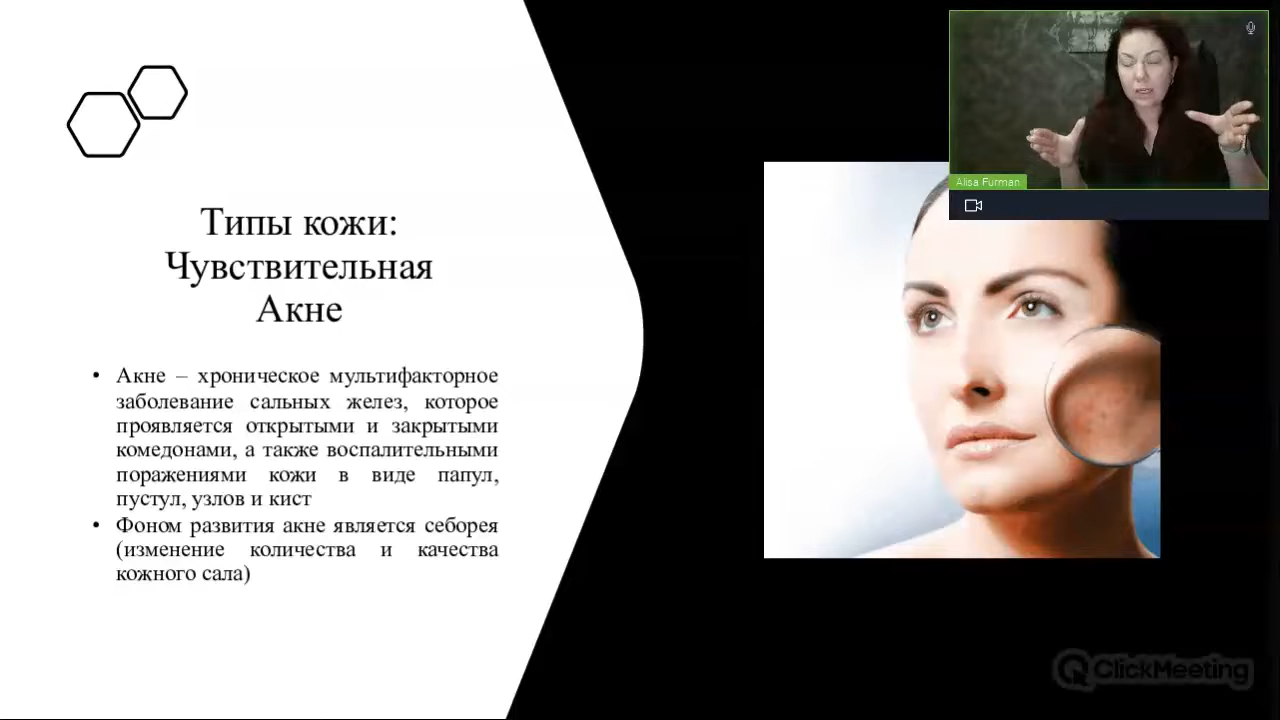 Типы кожи:
Чувствительная
Акне
• Акне – хроническое мультифакторное
заболевание сальных желез, которое
проявляется открытыми и закрытыми
комедонами, а также воспалительными
поражениями кожи в виде папул,
пустул, узлов и кист
• Фоном развития акне является себорея
(изменение количества и качества
кожного сала)
Alisa Furman
ClickMeeting